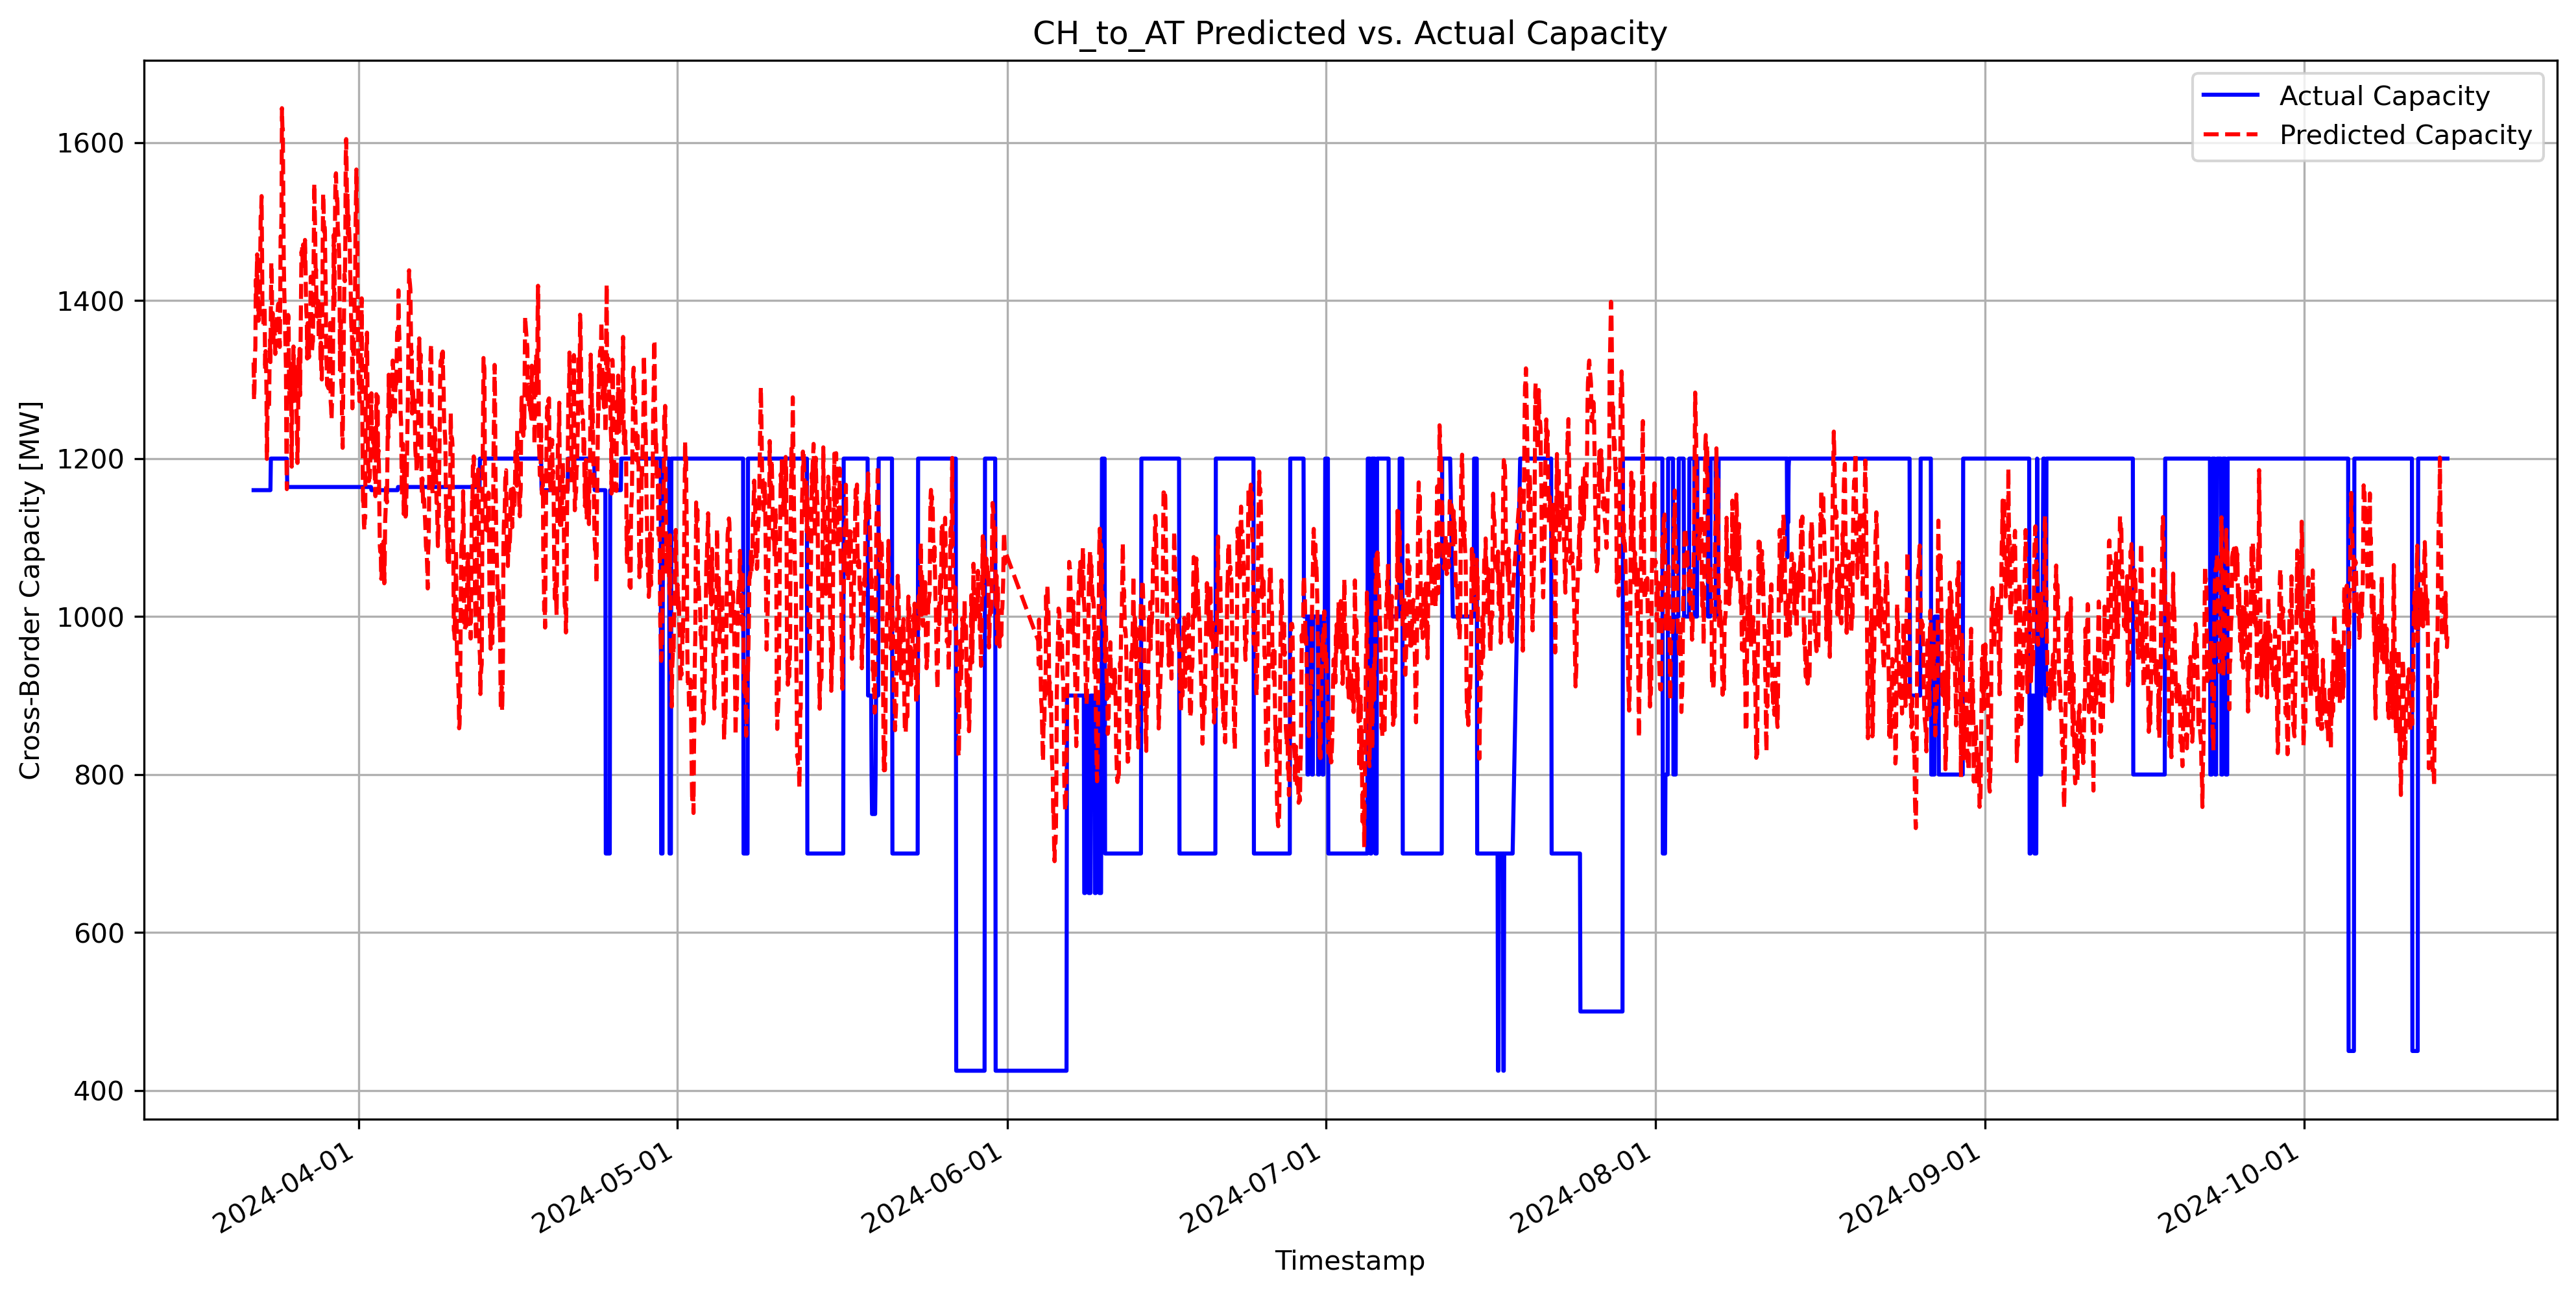 CH_to_AT Predicted vs. Actual Capacity
Actual Capacity
Predicted Capacity
Cross-Border Capacity [MW]
1600
1400
1200
1000
800
600
400
2024-04-01
2024-05-01
2024-06-01
2024-07-01
2024-08-01
2024-09-01
2024-10-01
Timestamp